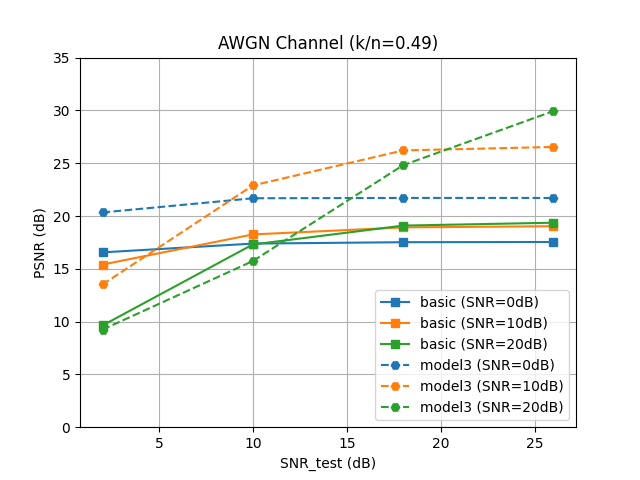 AWGN Channel (k/n=0.49)
PSNR (dB)
35
30
25
20
15
10
5
0
5
10
15
20
25
SNR_test (dB)
basic (SNR=0dB)
basic (SNR=10dB)
basic (SNR=20dB)
model3 (SNR=0dB)
model3 (SNR=10dB)
model3 (SNR=20dB)